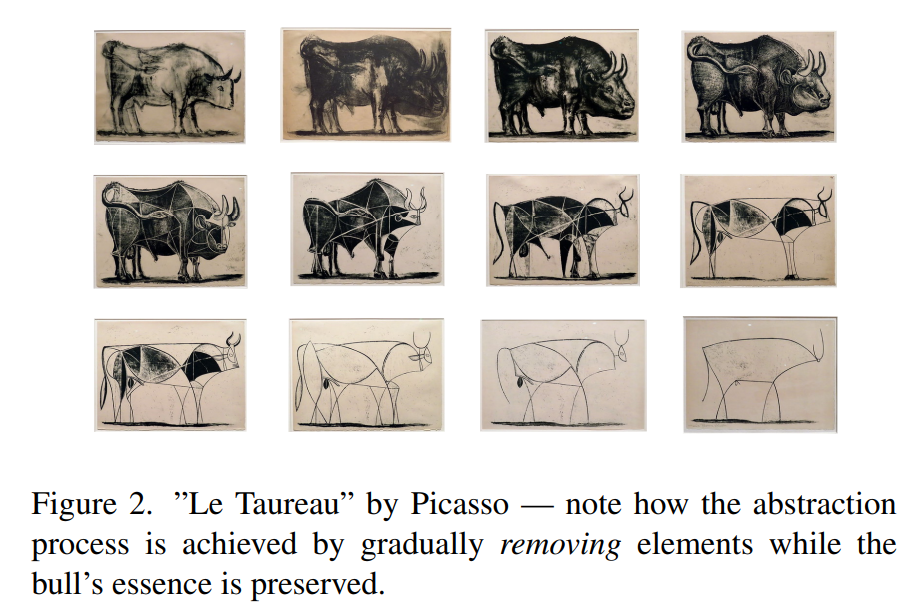 Figure 2. ”Le Taureau” by Picasso — note how the abstraction
process is achieved by gradually removing elements while the
bull’s essence is preserved.